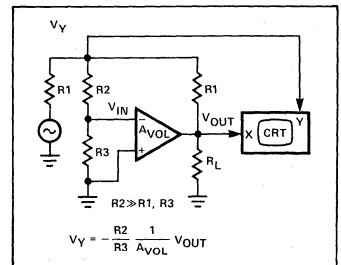 VY
R1
R2
R1
VIN
VOUT
−
AVOL
+
X
CRT
Y
R3
RL
R2≫R1, R3
VY = − R2/R3 1/AVOL VOUT